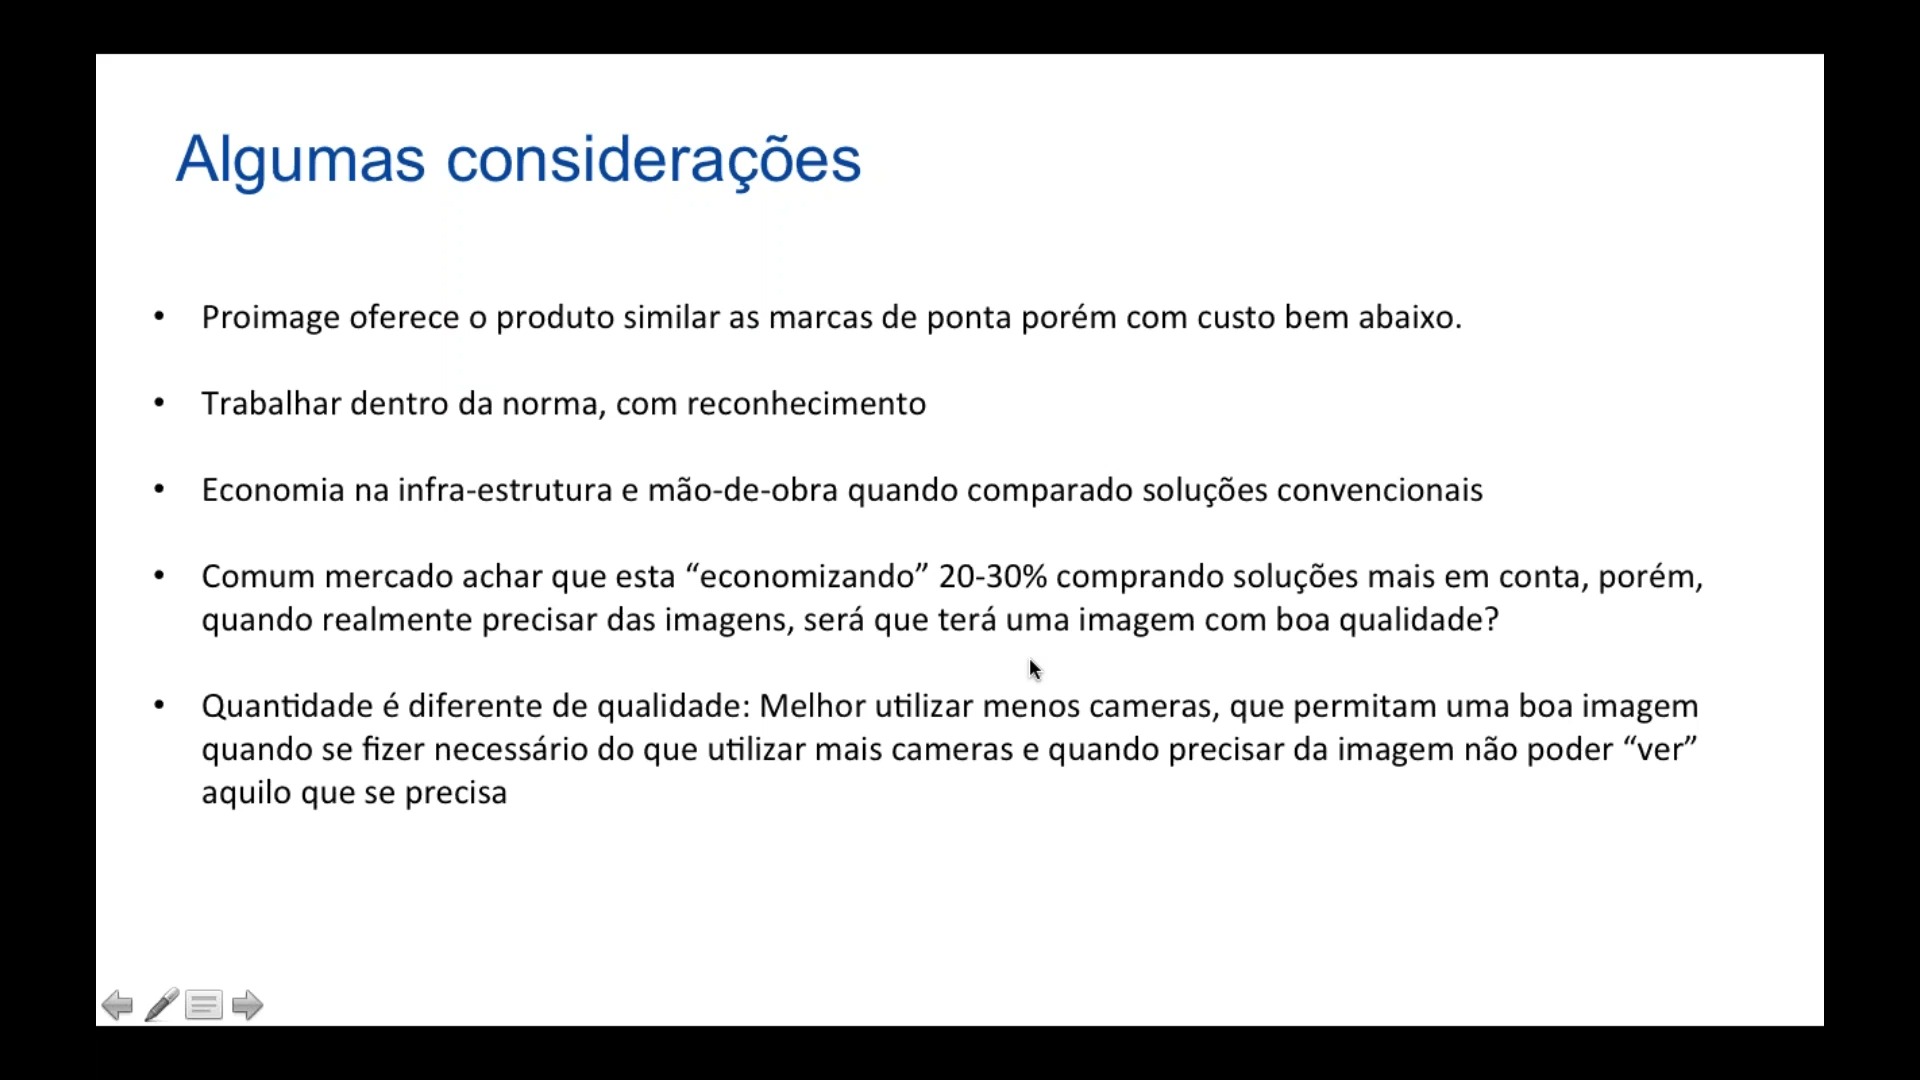 Algumas considerações
• Proimage oferece o produto similar as marcas de ponta porém com custo bem abaixo.
• Trabalhar dentro da norma, com reconhecimento
• Economia na infra-estrutura e mão-de-obra quando comparado soluções convencionais
• Comum mercado achar que esta “economizando” 20-30% comprando soluções mais em conta, porém,
quando realmente precisar das imagens, será que terá uma imagem com boa qualidade?
• Quantidade é diferente de qualidade: Melhor utilizar menos cameras, que permitam uma boa imagem
quando se fizer necessário do que utilizar mais cameras e quando precisar da imagem não poder “ver”
aquilo que se precisa